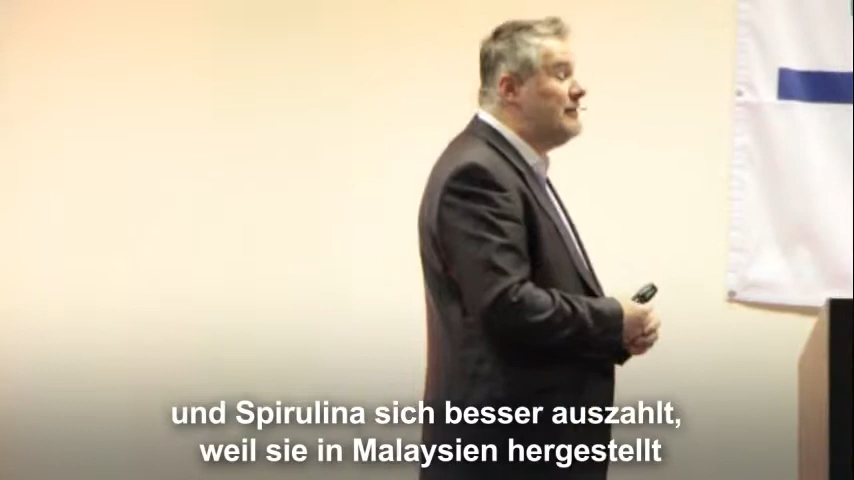 und Spirulina sich besser auszahlt,
weil sie in Malaysien hergestellt